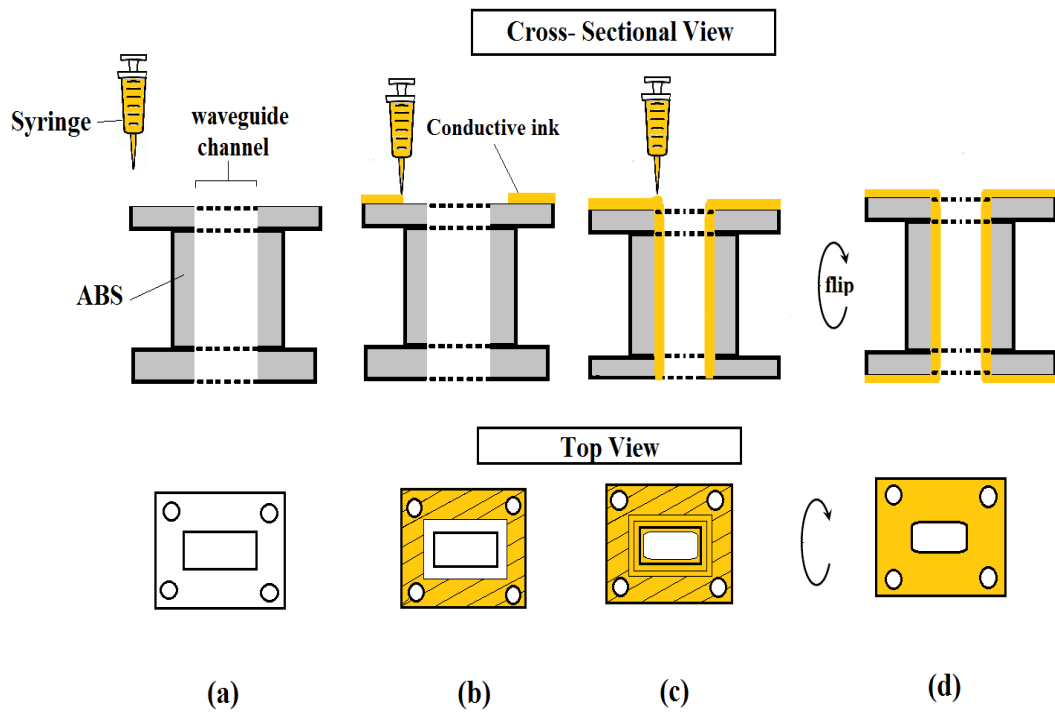 Cross- Sectional View
Syringe
waveguide
channel
Conductive ink
ABS
flip
Top View
(a)
(b)
(c)
(d)